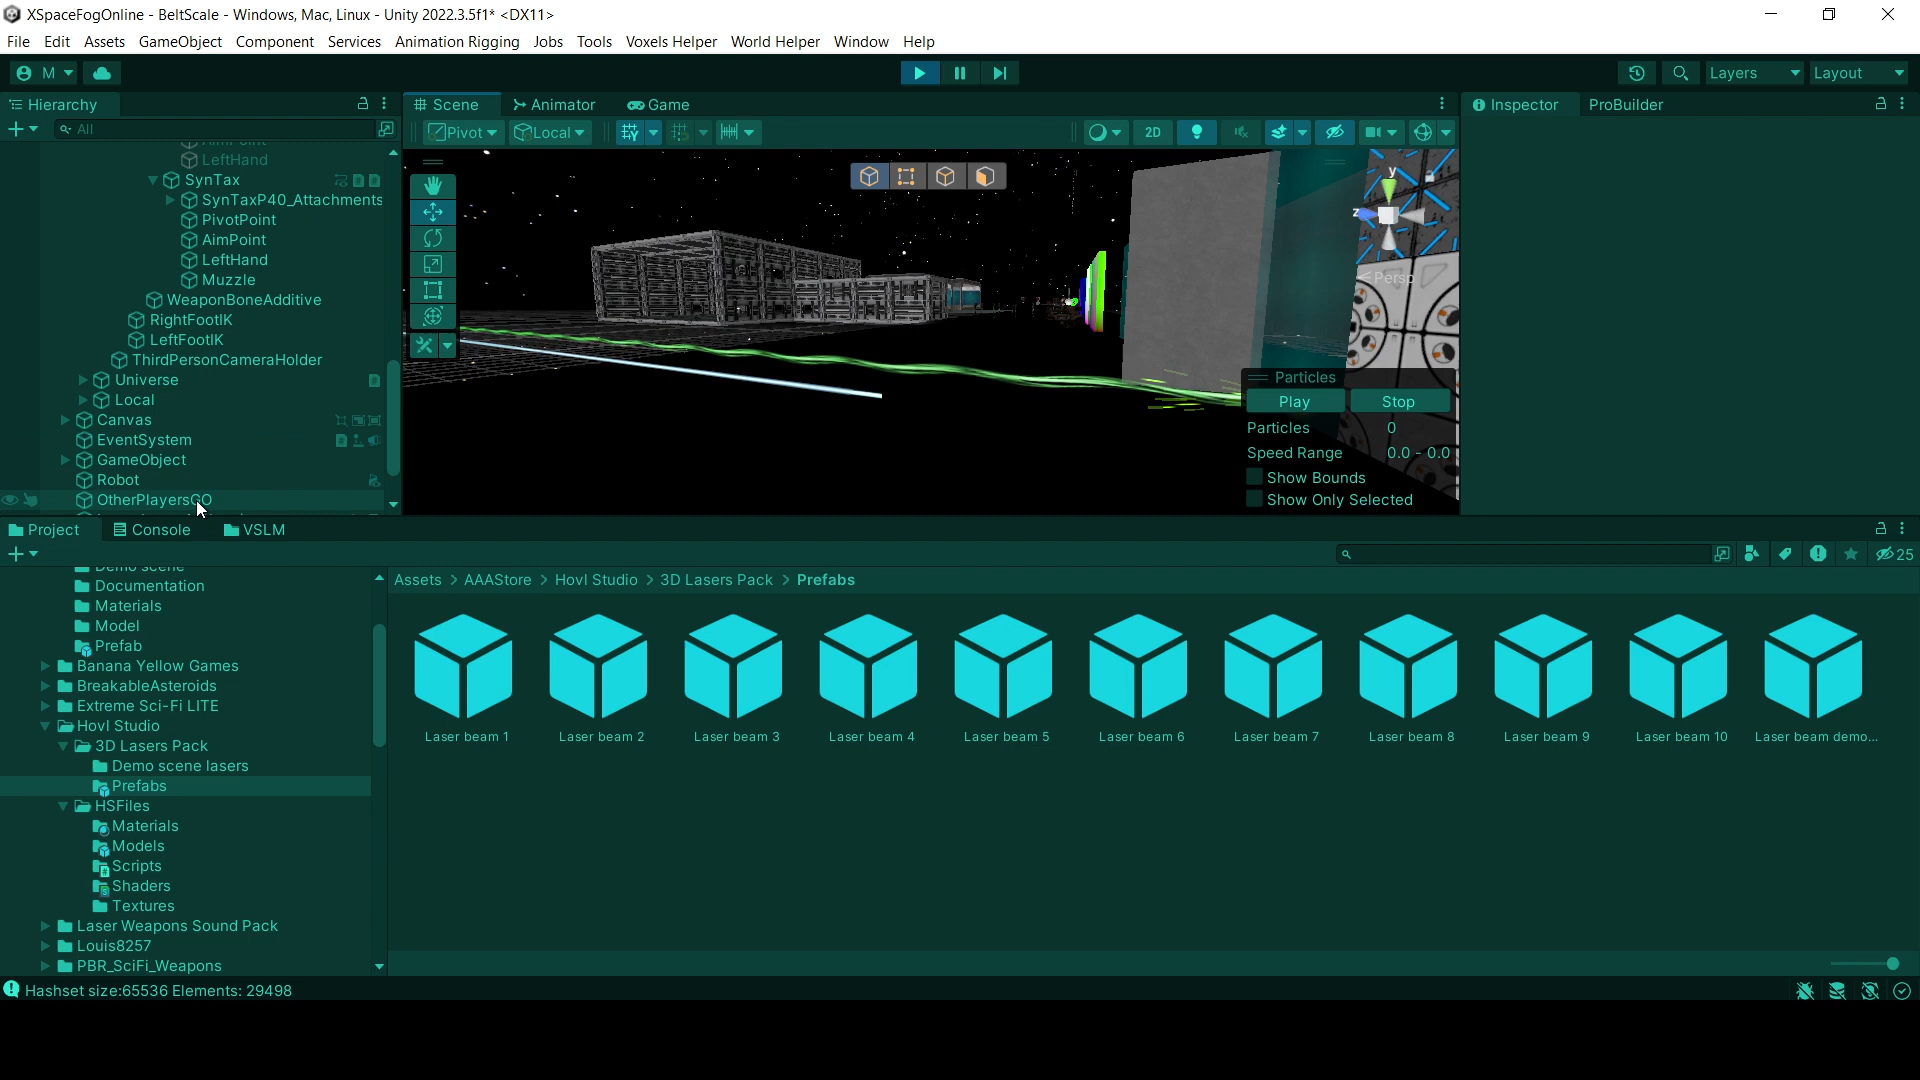 XSpaceFogOnline - BeltScale - Windows, Mac, Linux - Unity 2022.3.5f1* <DX11>
File Edit Assets GameObject Component Services Animation Rigging Jobs Tools Voxels Helper World Helper Window Help
M Layers Layout
Hierarchy
All
LeftHand
SynTax
SynTaxP40_Attachments
PivotPoint
AimPoint
LeftHand
Muzzle
WeaponBoneAdditive
RightFootIK
LeftFootIK
ThirdPersonCameraHolder
Universe
Local
Canvas
EventSystem
GameObject
Robot
OtherPlayersGO
Scene Animator Game
Pivot Local 2D
y
z
Persp
Particles
Play Stop
Particles 0
Speed Range 0.0 - 0.0
Show Bounds
Show Only Selected
Inspector ProBuilder
Project Console VSLM
25
Demo scene
Documentation
Materials
Model
Prefab
Banana Yellow Games
BreakableAsteroids
Extreme Sci-Fi LITE
Hovl Studio
3D Lasers Pack
Demo scene lasers
Prefabs
HSFiles
Materials
Models
Scripts
Shaders
Textures
Laser Weapons Sound Pack
Louis8257
PBR_SciFi_Weapons
Assets > AAAStore > Hovl Studio > 3D Lasers Pack > Prefabs
Laser beam 1 Laser beam 2 Laser beam 3 Laser beam 4 Laser beam 5 Laser beam 6 Laser beam 7 Laser beam 8 Laser beam 9 Laser beam 10 Laser beam demo...
Hashset size:65536 Elements: 29498